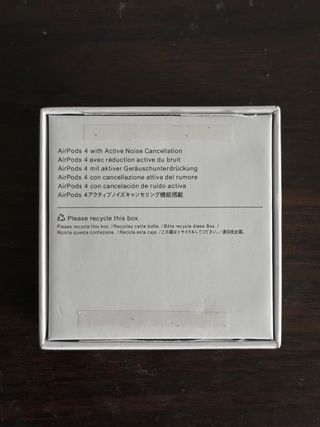 AirPods 4 with Active Noise Cancellation
AirPods 4 avec réduction active du bruit
AirPods 4 mit aktiver Geräuschunterdrückung
AirPods 4 con cancellazione attiva del rumore
AirPods 4 con cancelación de ruido activa
AirPods 4アクティブノイズキャンセリング機能搭載
Please recycle this box.
Please recycle this box. / Recyclez cette boîte. / Bitte recycle diese Box. /
Ricicla questa confezione. / Recicla esta caja. /この箱はリサイクルしてください。/ 請回收此箱.